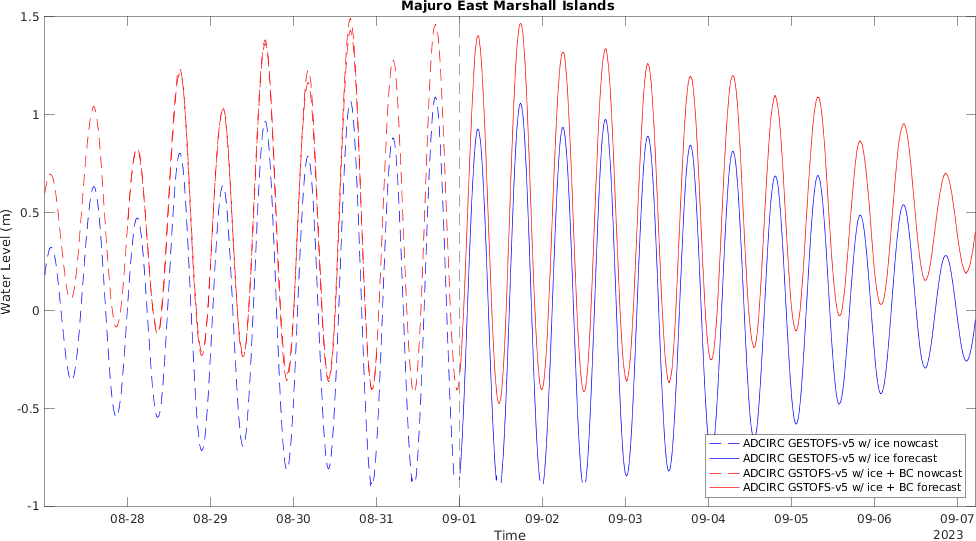 Majuro East Marshall Islands
Water Level (m)
1.5
1
0.5
0
-0.5
-1
ADCIRC GESTOFS-v5 w/ ice nowcast
ADCIRC GESTOFS-v5 w/ ice forecast
ADCIRC GSTOFS-v5 w/ ice + BC nowcast
ADCIRC GSTOFS-v5 w/ ice + BC forecast
08-28 08-29 08-30 08-31 09-01 09-02 09-03 09-04 09-05 09-06 09-07
Time
2023